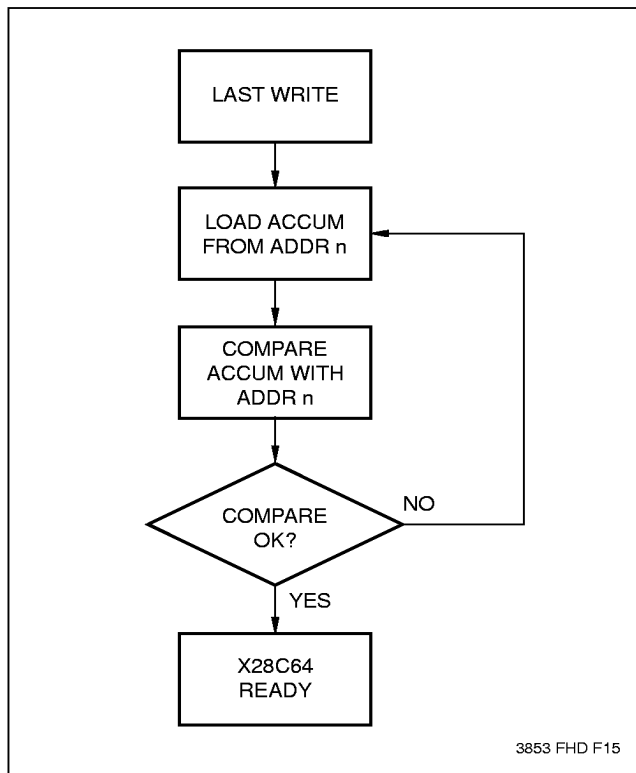 LAST WRITE
LOAD ACCUM
FROM ADDR n
COMPARE
ACCUM WITH
ADDR n
COMPARE
OK?
NO
YES
X28C64
READY
3853 FHD F15